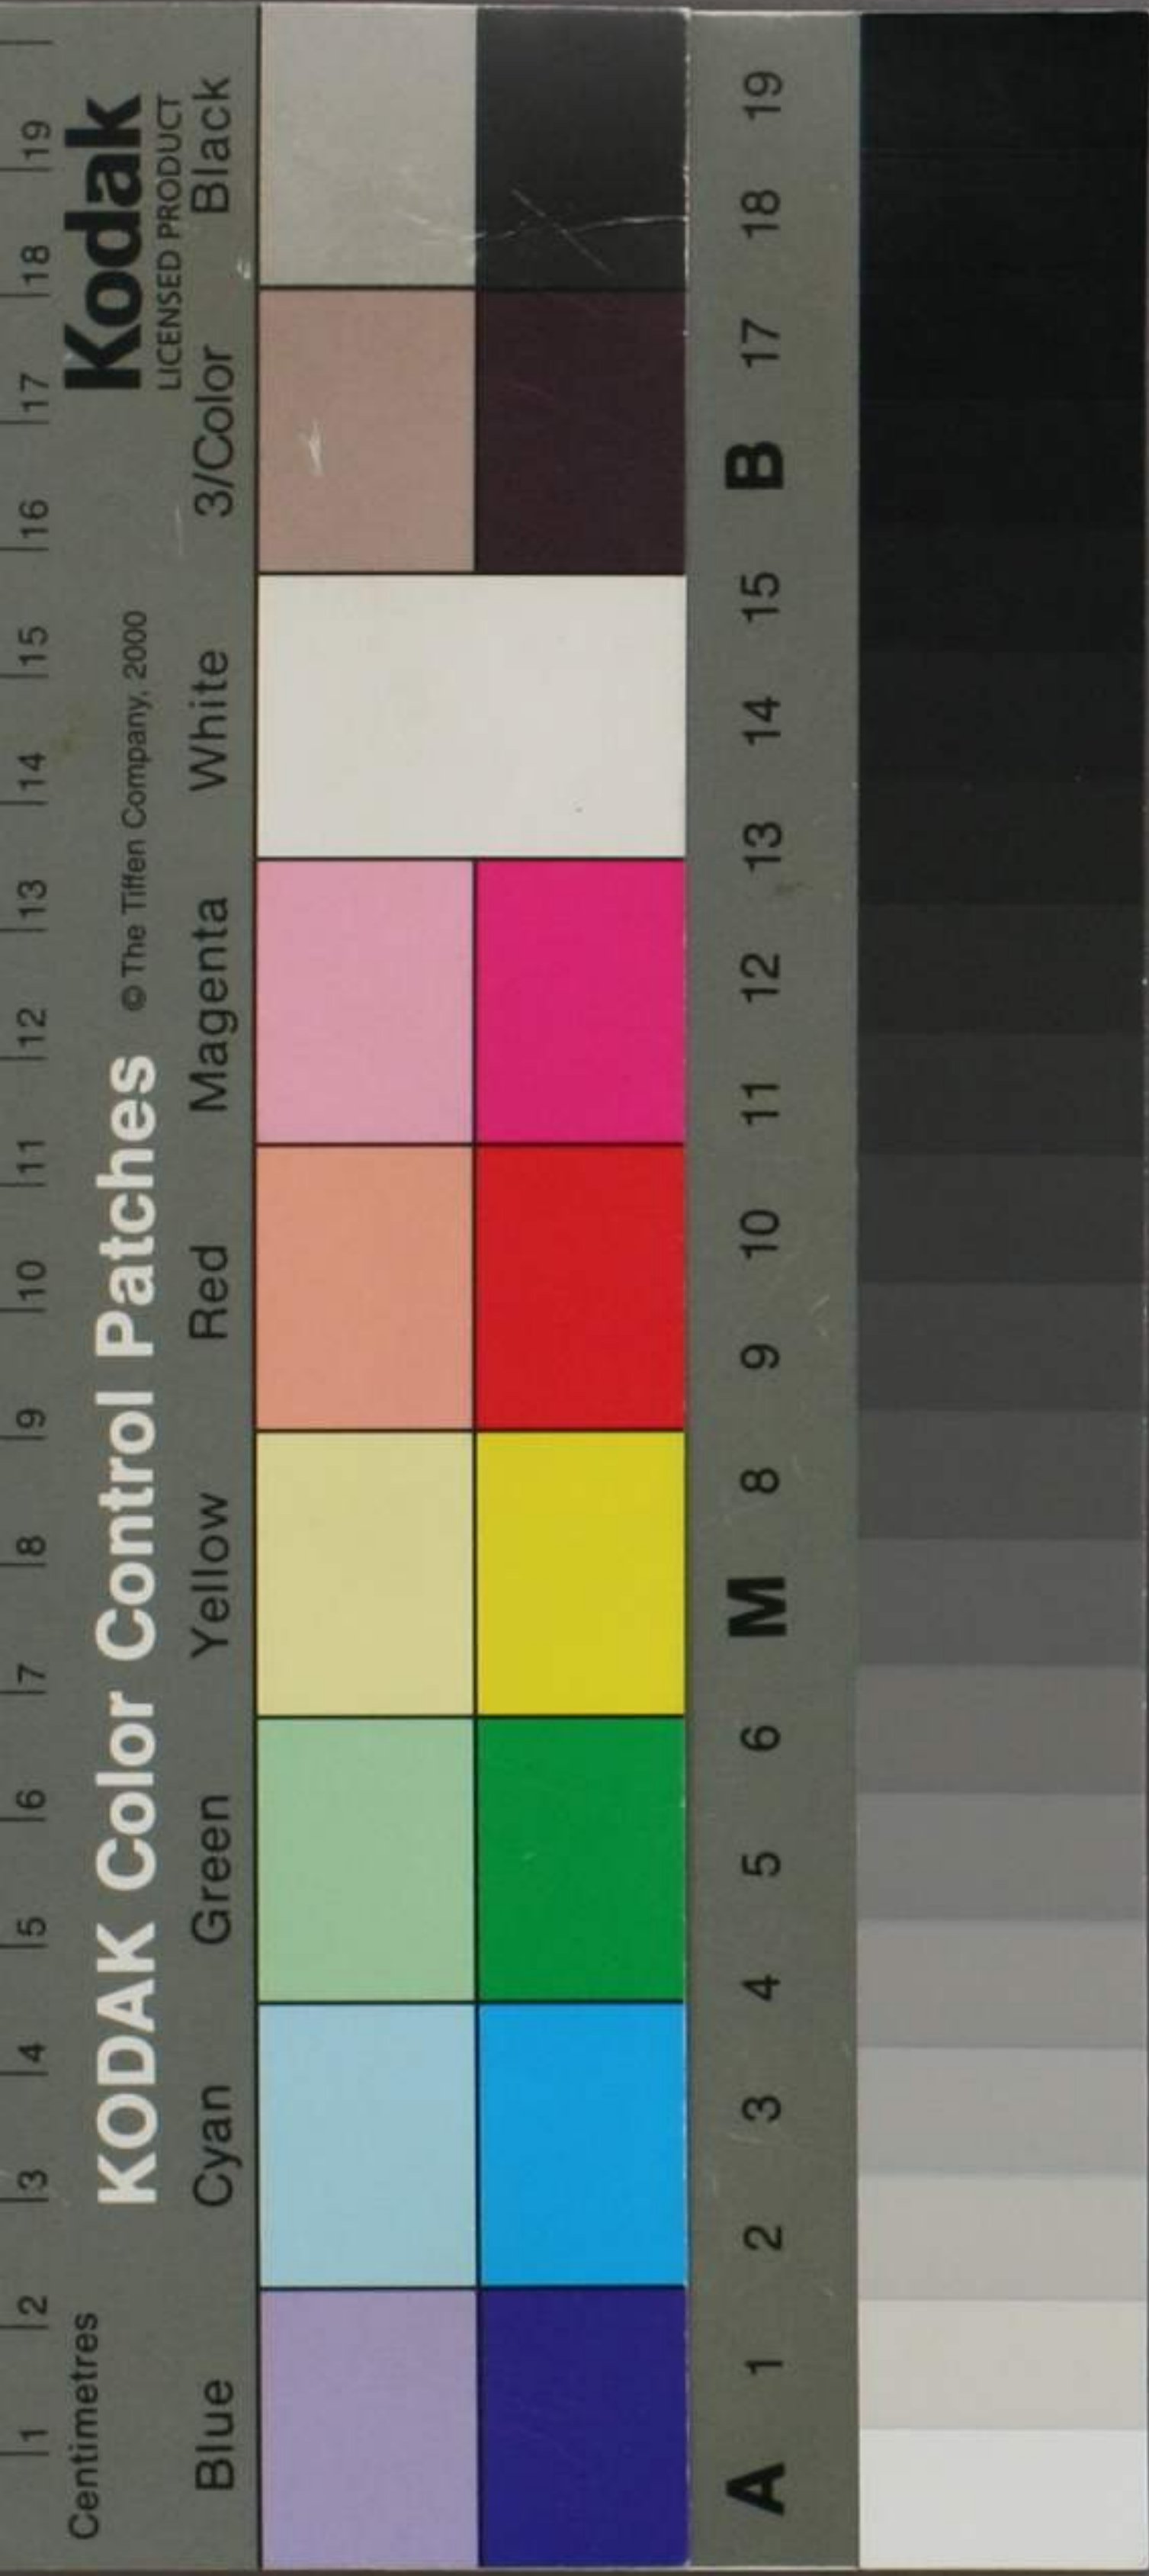 Centimetres
1 2 3 4 5 6 7 8 9 10 11 12 13 14 15 16 17 18 19
KODAK Color Control Patches © The Tiffen Company, 2000
Kodak
LICENSED PRODUCT
Blue Cyan Green Yellow Red Magenta White 3/Color Black
A 1 2 3 4 5 6 M 8 9 10 11 12 13 14 15 B 17 18 19